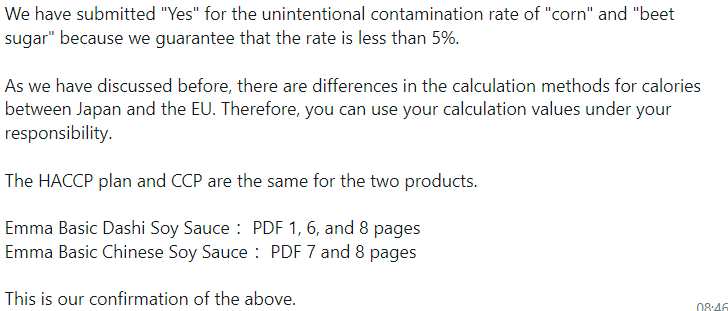 We have submitted "Yes" for the unintentional contamination rate of "corn" and "beet
sugar" because we guarantee that the rate is less than 5%.
As we have discussed before, there are differences in the calculation methods for calories
between Japan and the EU. Therefore, you can use your calculation values under your
responsibility.
The HACCP plan and CCP are the same for the two products.
Emma Basic Dashi Soy Sauce： PDF 1, 6, and 8 pages
Emma Basic Chinese Soy Sauce： PDF 7 and 8 pages
This is our confirmation of the above.
08:46